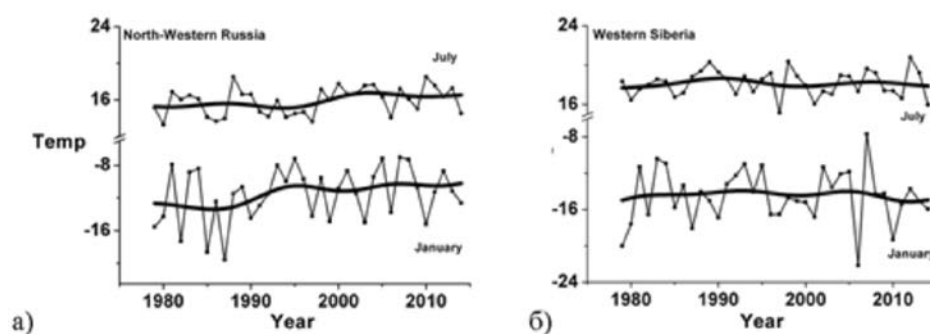 24
North-Western Russia
July
16
Temp
-8
-16
January
1980 1990 2000 2010
Year
а)
24
Western Siberia
16
July
-8
-16
January
-24
1980 1990 2000 2010
Year
б)